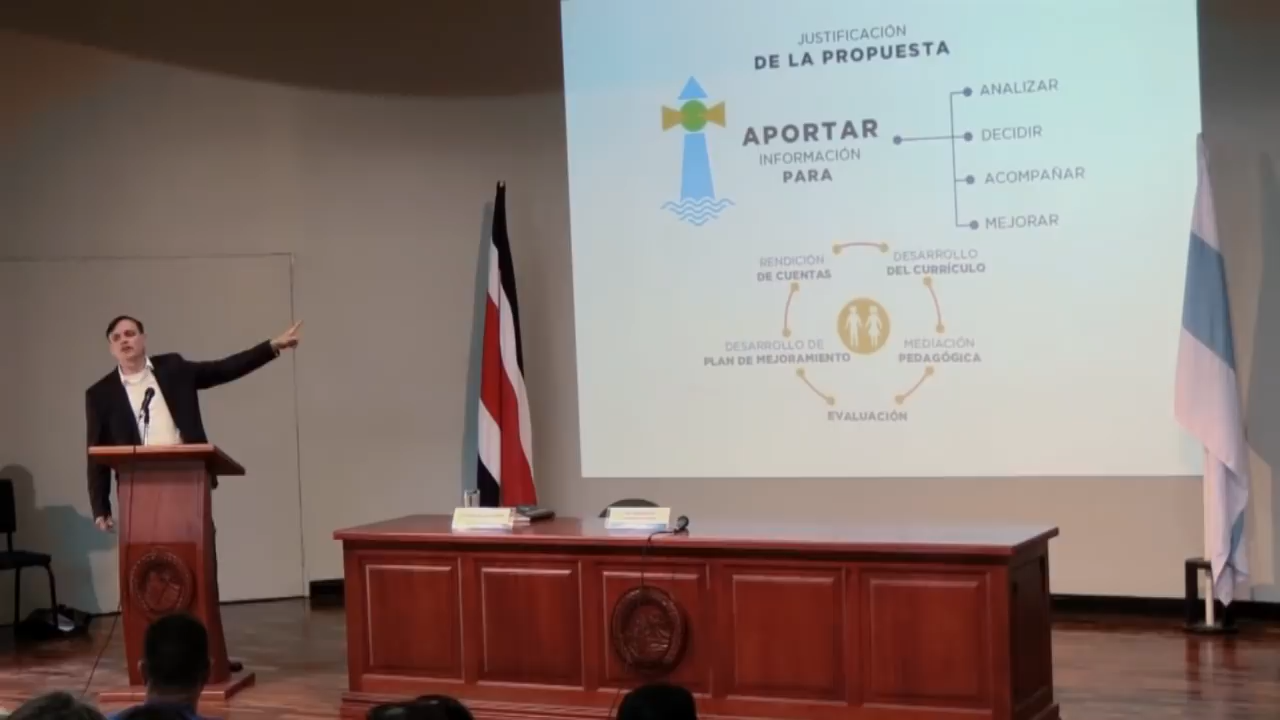 JUSTIFICACIÓN
DE LA PROPUESTA
APORTAR
INFORMACIÓN
PARA
ANALIZAR
DECIDIR
ACOMPAÑAR
MEJORAR
RENDICIÓN
DE CUENTAS
DESARROLLO
DEL CURRÍCULO
DESARROLLO DE
PLAN DE MEJORAMIENTO
MEDIACIÓN
PEDAGÓGICA
EVALUACIÓN